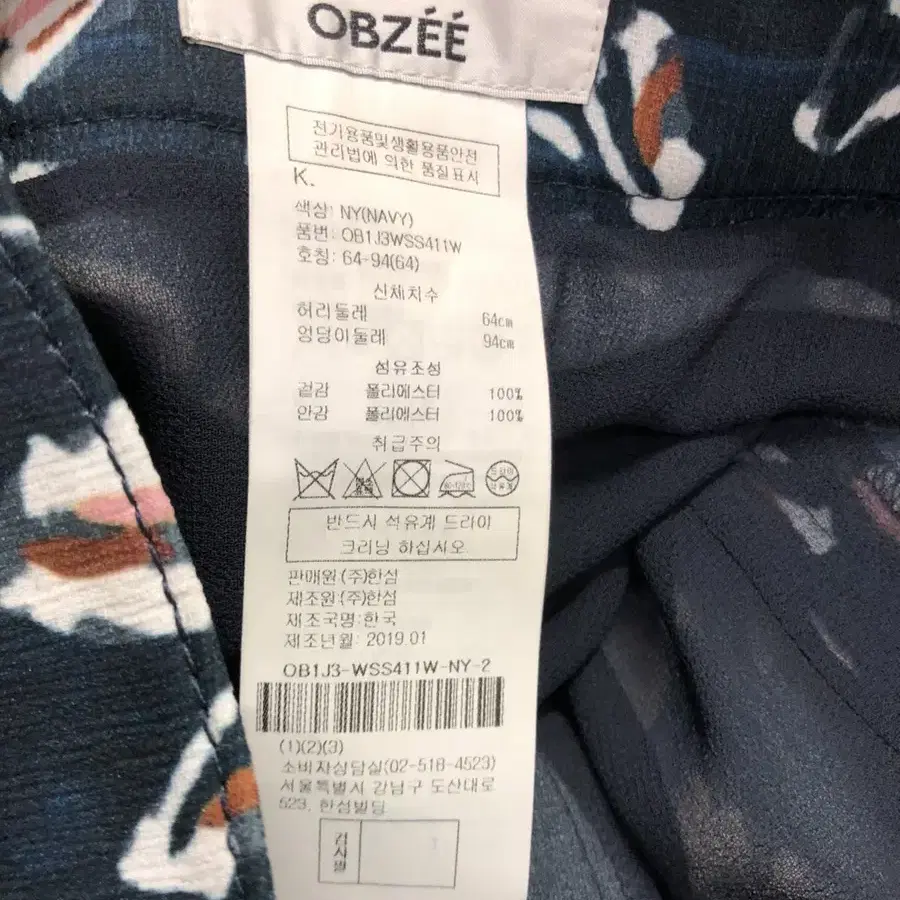 OBZÉÉ
전기용품및생활용품안전
관리법에 의한 품질표시
K.
색상: NY(NAVY)
품번: OB1J3WSS411W
호칭: 64-94(64)
신체치수
허리둘레 64cm
엉덩이둘레 94cm
섬유조성
겉감 폴리에스터 100%
안감 폴리에스터 100%
취급주의
반드시 석유계 드라이
크리닝 하십시오
판매원:(주)한섬
제조원:(주)한섬
제조국명:한국
제조년월: 2019.01
OB1J3-WSS411W-NY-2
(1)(2)(3)
소비자상담실(02-518-4523)
서울특별시 강남구 도산대로
523, 한섬빌딩
검사필